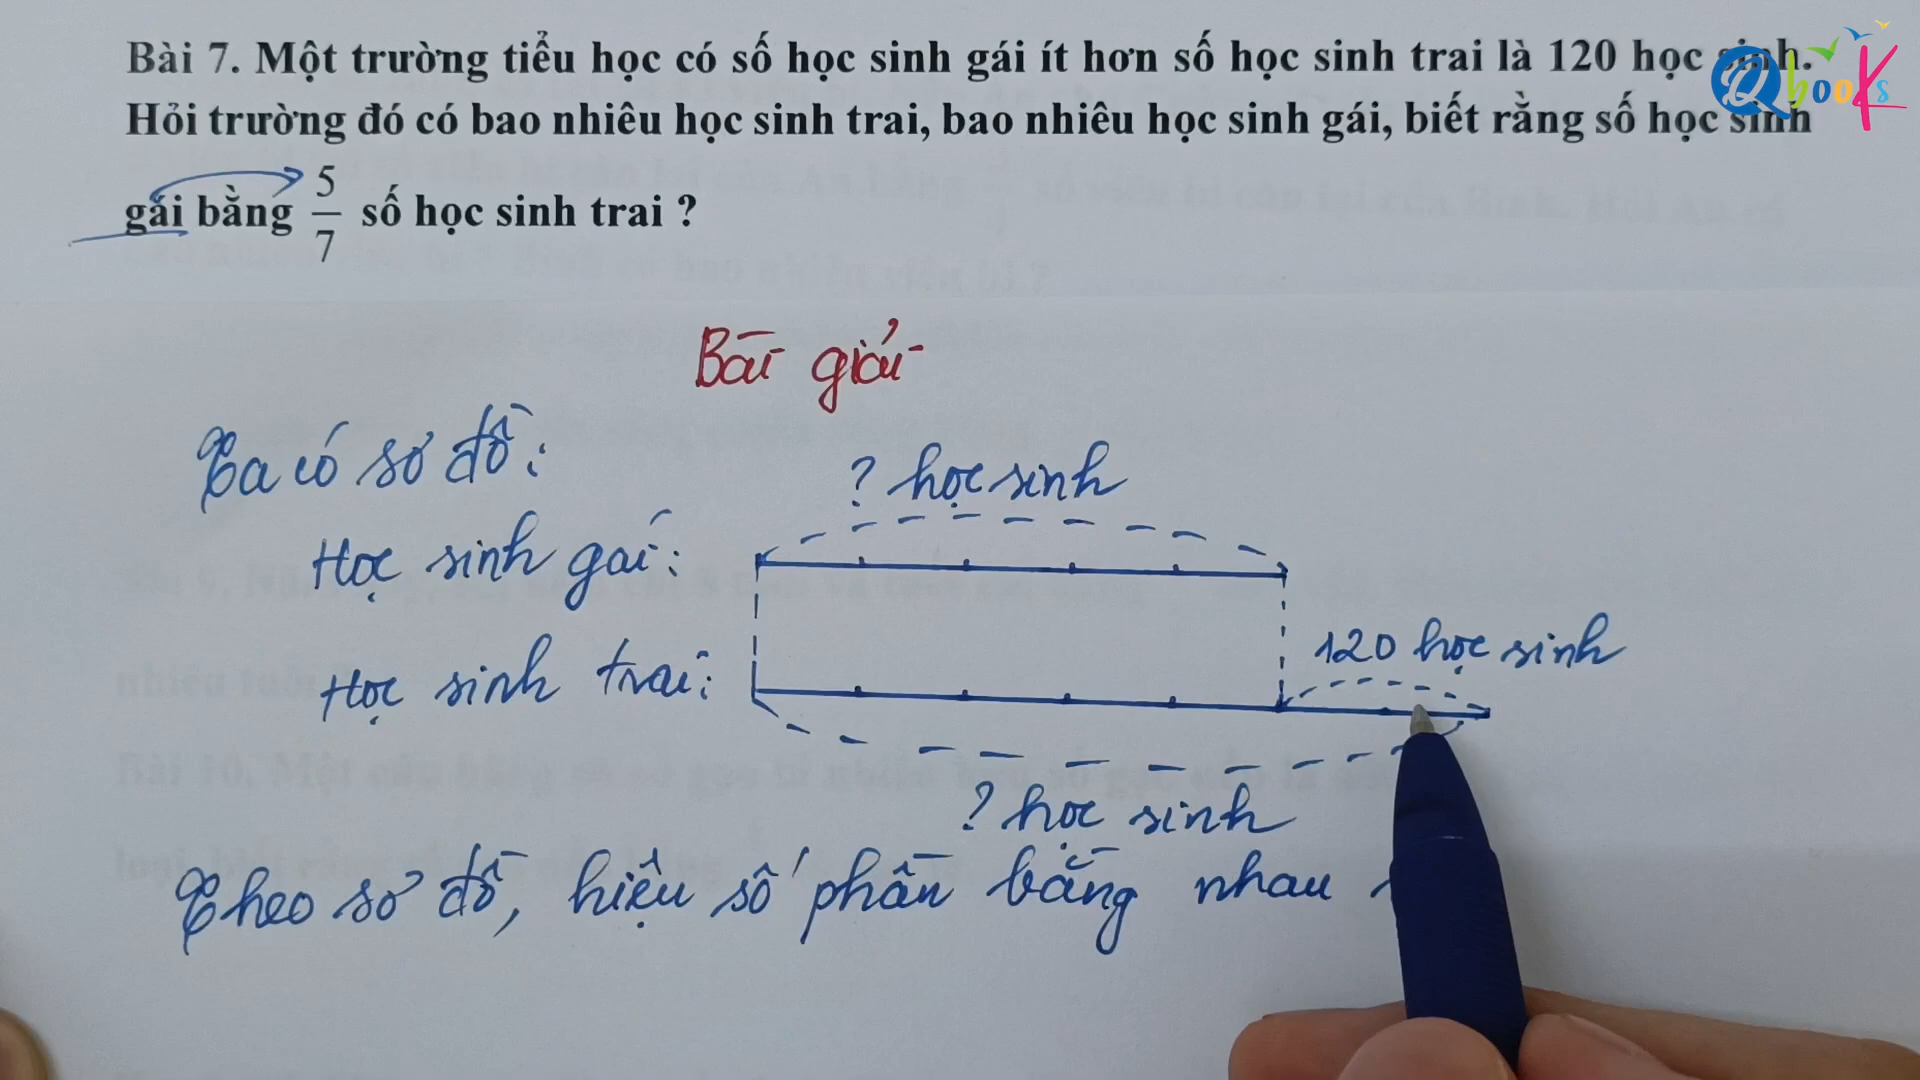 Bài 7. Một trường tiểu học có số học sinh gái ít hơn số học sinh trai là 120 học sinh.
Hỏi trường đó có bao nhiêu học sinh trai, bao nhiêu học sinh gái, biết rằng số học sinh
gái bằng 5/7 số học sinh trai ?
Qbooks
Bài giải
Ta có sơ đồ:
? học sinh
Học sinh gái:
120 học sinh
Học sinh trai:
? học sinh
Theo sơ đồ, hiệu số phần bằng nhau